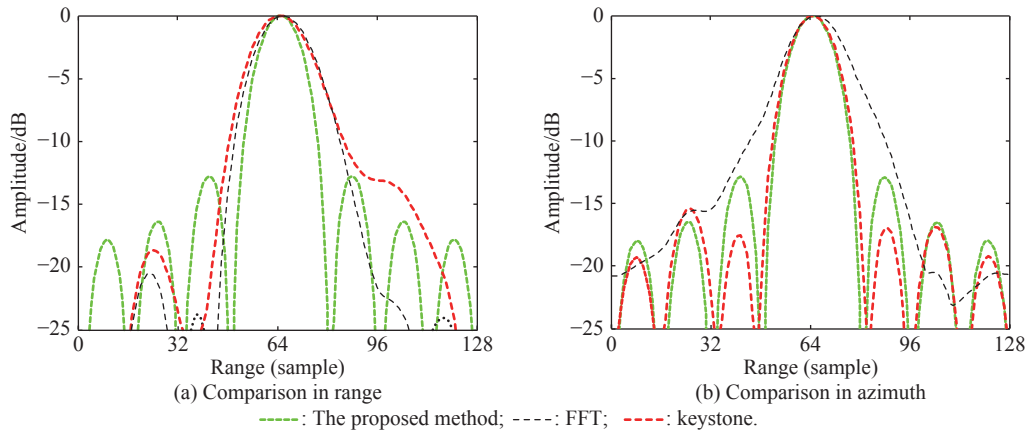 0
−5
−10
−15
−20
−25
Amplitude/dB
0 32 64 96 128
Range (sample)
(a) Comparison in range
0
−5
−10
−15
−20
−25
Amplitude/dB
0 32 64 96 128
Range (sample)
(b) Comparison in azimuth
: The proposed method; : FFT; : keystone.